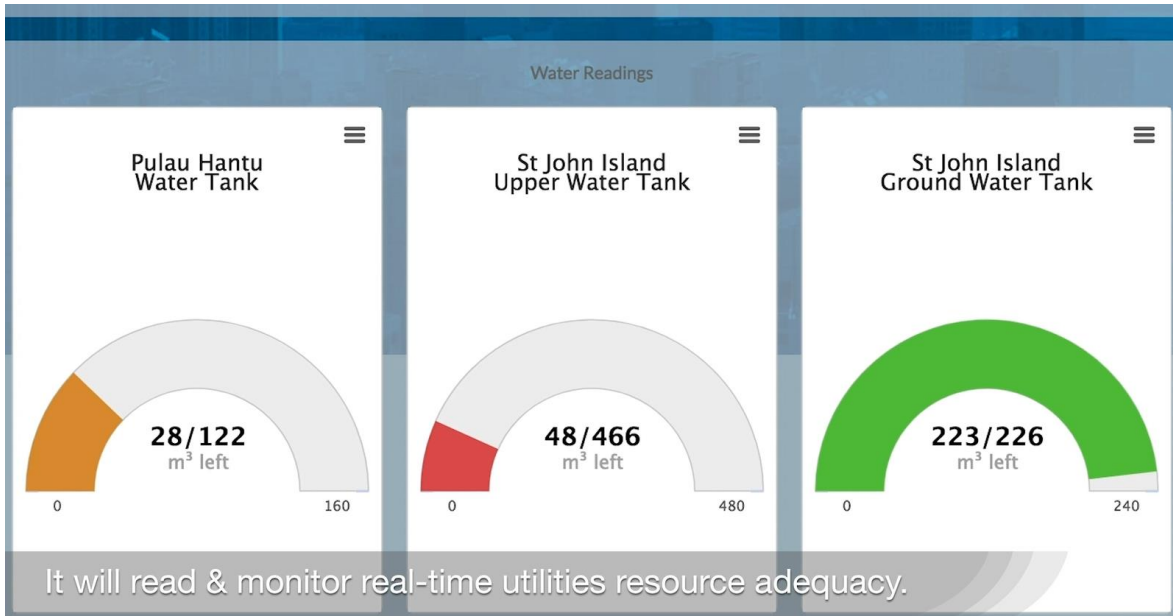 Water Readings
Pulau Hantu
Water Tank
28/122
m³ left
0
160
St John Island
Upper Water Tank
48/466
m³ left
0
480
St John Island
Ground Water Tank
223/226
m³ left
0
240
It will read & monitor real-time utilities resource adequacy.